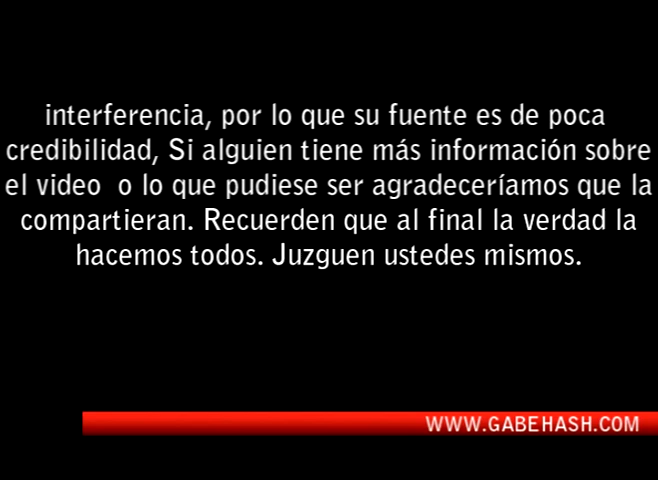 interferencia, por lo que su fuente es de poca
credibilidad, Si alguien tiene más información sobre
el video o lo que pudiese ser agradeceríamos que la
compartieran. Recuerden que al final la verdad la
hacemos todos. Juzguen ustedes mismos.
WWW.GABEHASH.COM